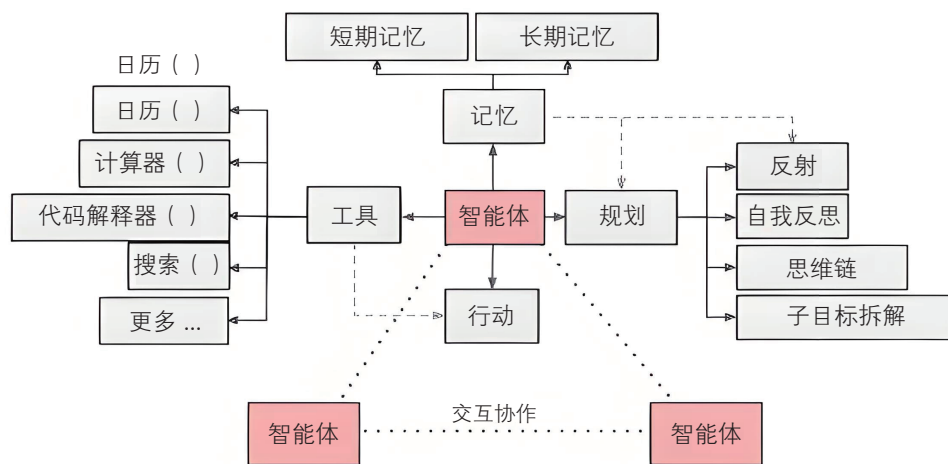 短期记忆
长期记忆
日历（ ）
日历（ ）
记忆
计算器（ ）
反射
代码解释器（ ）
工具
智能体
规划
自我反思
搜索（ ）
思维链
更多 ...
行动
子目标拆解
交互协作
智能体
智能体